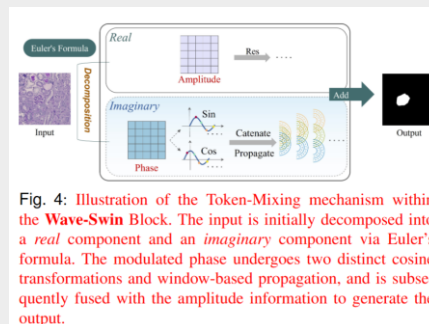 Real
Euler's Formula
Res
....
Amplitude
Decomposition
Add
Imaginary
Sin
Catenate
....
Propagate
Cos
Input
Phase
Output
Fig. 4: Illustration of the Token-Mixing mechanism within
the Wave-Swin Block. The input is initially decomposed into
a real component and an imaginary component via Euler's
formula. The modulated phase undergoes two distinct cosine
transformations and window-based propagation, and is subse-
quently fused with the amplitude information to generate the
output.